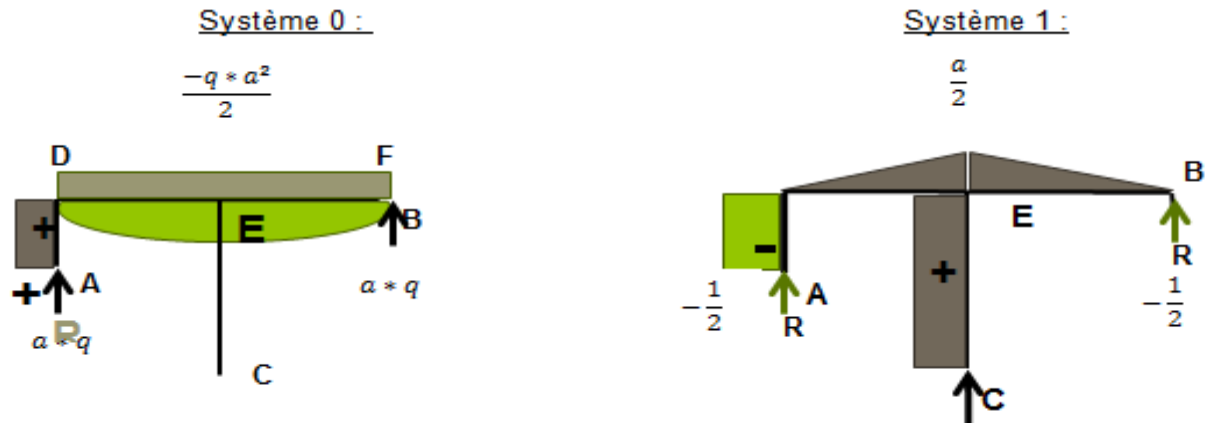 Système 0 :
Système 1 :
-q * a²
2
a
2
D F
B
+ E B
E
+ A
a * q
R
a * q
C
-
+
A
R
R
-1/2
-1/2
C